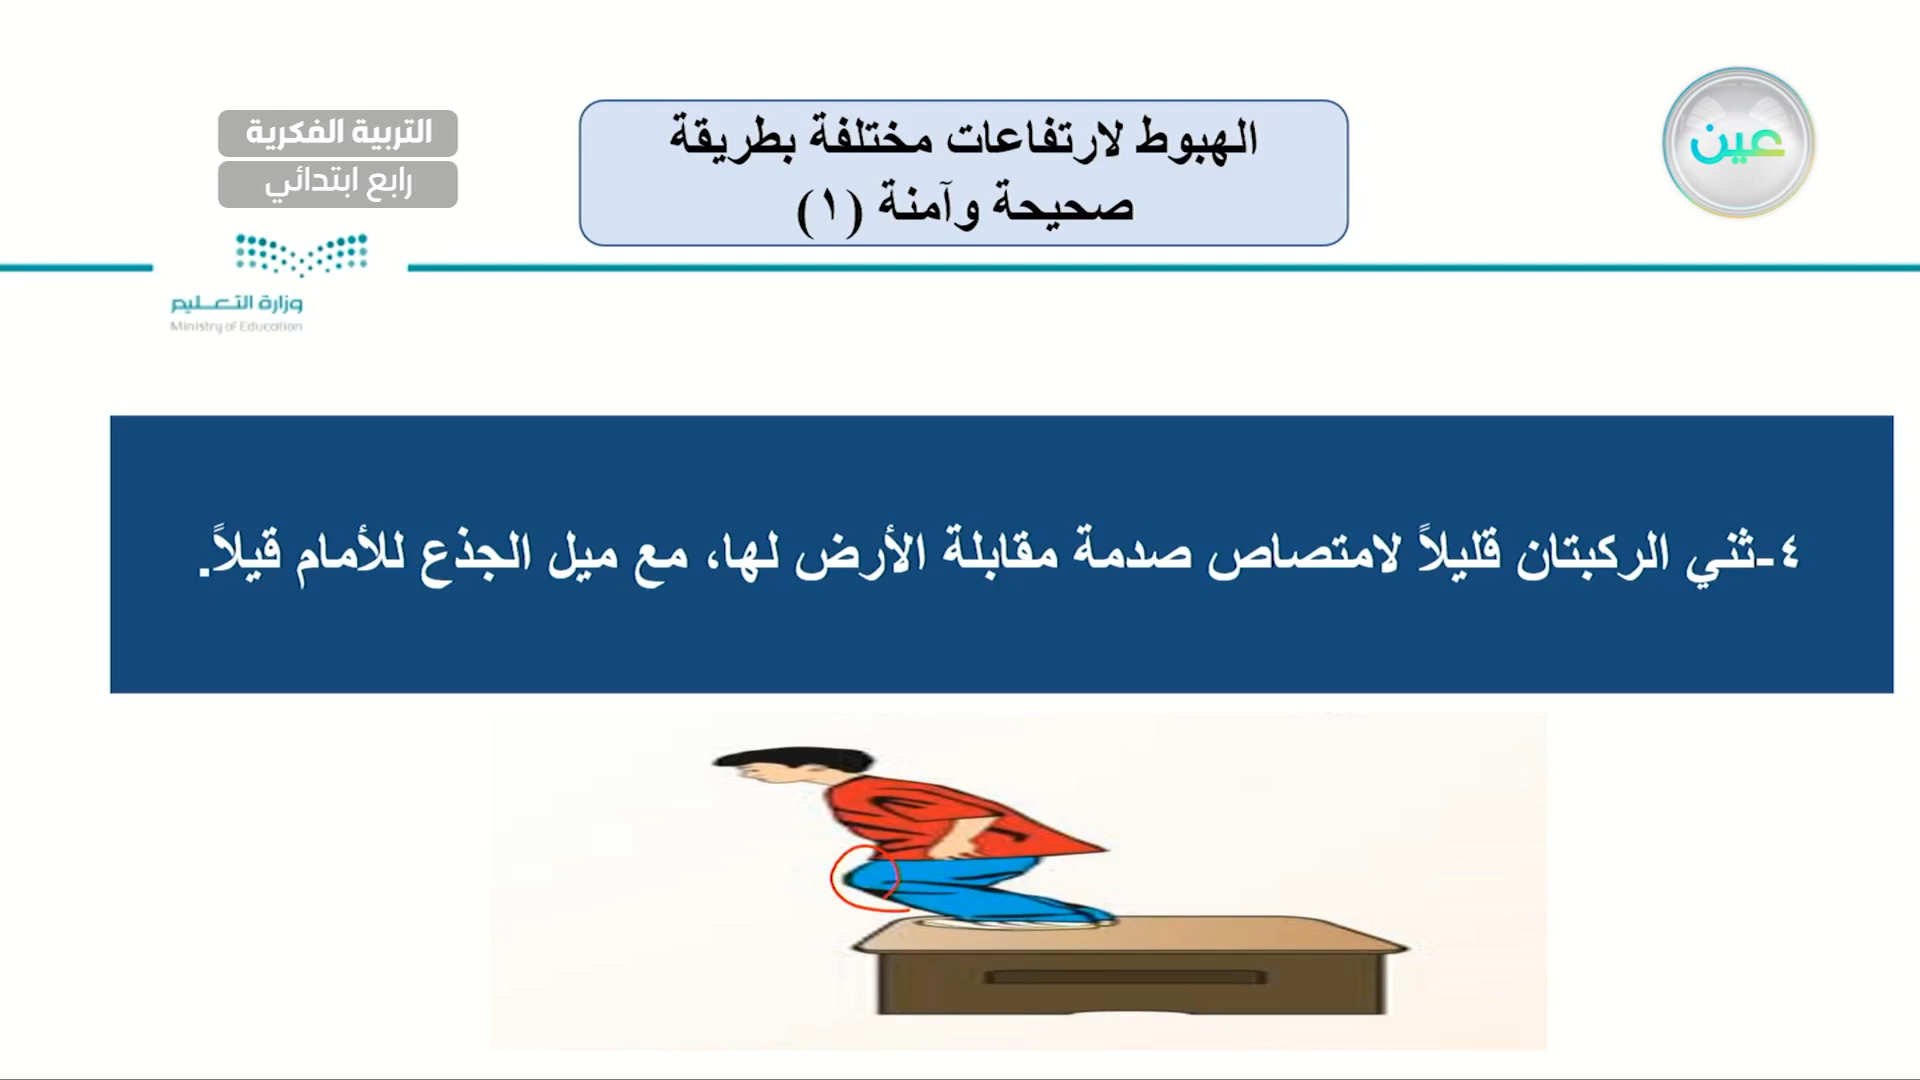 الهبوط لارتفاعات مختلفة بطريقة
صحيحة وآمنة (١)
عين
التربية الفكرية
رابع ابتدائي
وزارة التعليم
Ministry of Education
٤-ثني الركبتان قليلاً لامتصاص صدمة مقابلة الأرض لها، مع ميل الجذع للأمام قيلاً.